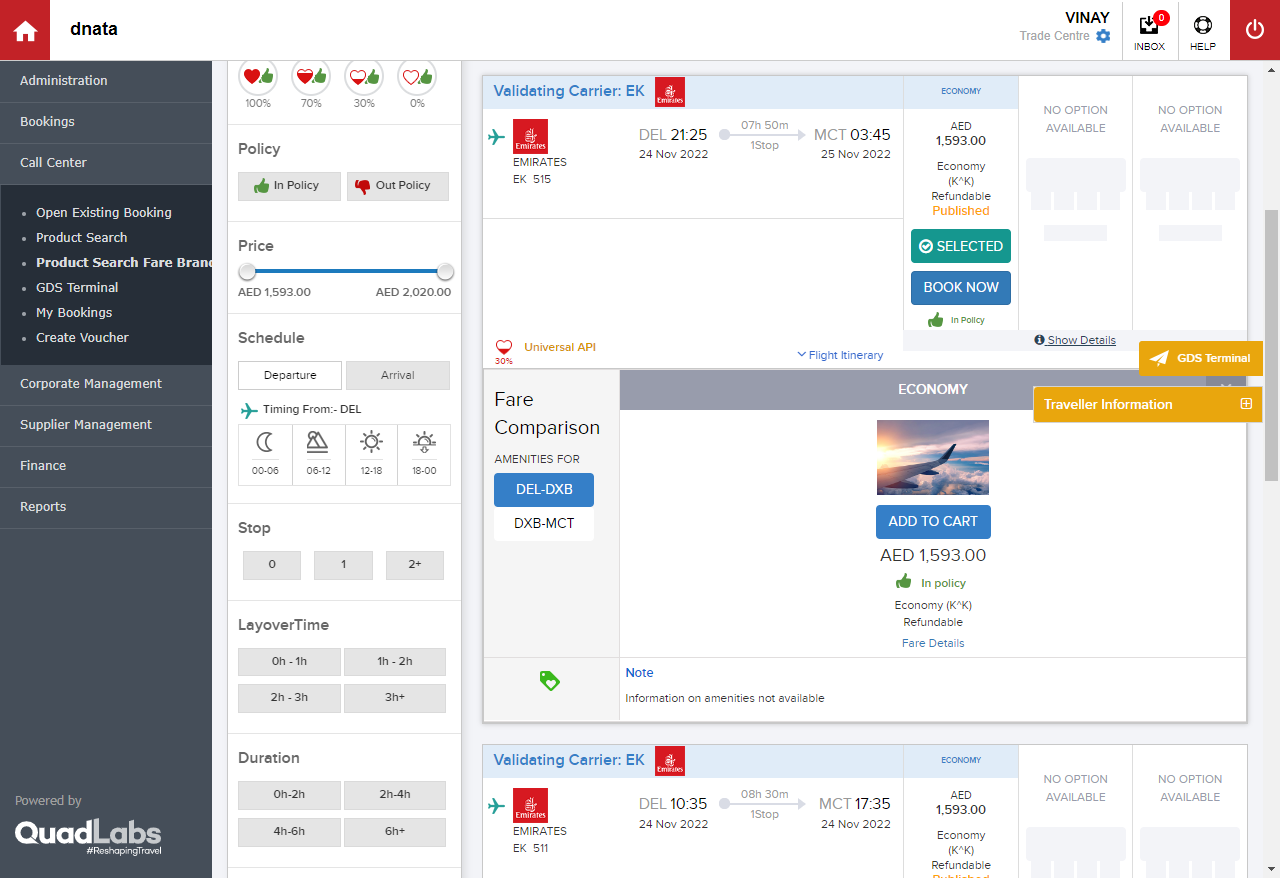 dnata
VINAY
Trade Centre
0
INBOX
HELP
Administration
Bookings
Call Center
Open Existing Booking
Product Search
Product Search Fare Bran
GDS Terminal
My Bookings
Create Voucher
Corporate Management
Supplier Management
Finance
Reports
Powered by
QuadLabs
#ReshapingTravel
100%
70%
30%
0%
Policy
In Policy
Out Policy
Price
AED 1,593.00
AED 2,020.00
Schedule
Departure
Arrival
Timing From:- DEL
00-06
06-12
12-18
18-00
Stop
0
1
2+
LayoverTime
0h - 1h
1h - 2h
2h - 3h
3h+
Duration
0h-2h
2h-4h
4h-6h
6h+
Validating Carrier: EK
Emirates
ECONOMY
Emirates
EMIRATES
EK 515
DEL 21:25
24 Nov 2022
07h 50m
1Stop
MCT 03:45
25 Nov 2022
AED
1,593.00
Economy
(K^K)
Refundable
Published
SELECTED
BOOK NOW
In Policy
NO OPTION
AVAILABLE
NO OPTION
AVAILABLE
30%
Universal API
Flight Itinerary
Show Details
GDS Terminal
Traveller Information
Fare
Comparison
AMENITIES FOR
DEL-DXB
DXB-MCT
ECONOMY
ADD TO CART
AED 1,593.00
In policy
Economy (K^K)
Refundable
Fare Details
Note
Information on amenities not available
Validating Carrier: EK
Emirates
ECONOMY
Emirates
EMIRATES
EK 511
DEL 10:35
24 Nov 2022
08h 30m
1Stop
MCT 17:35
24 Nov 2022
AED
1,593.00
Economy
(K^K)
Refundable
Published
NO OPTION
AVAILABLE
NO OPTION
AVAILABLE